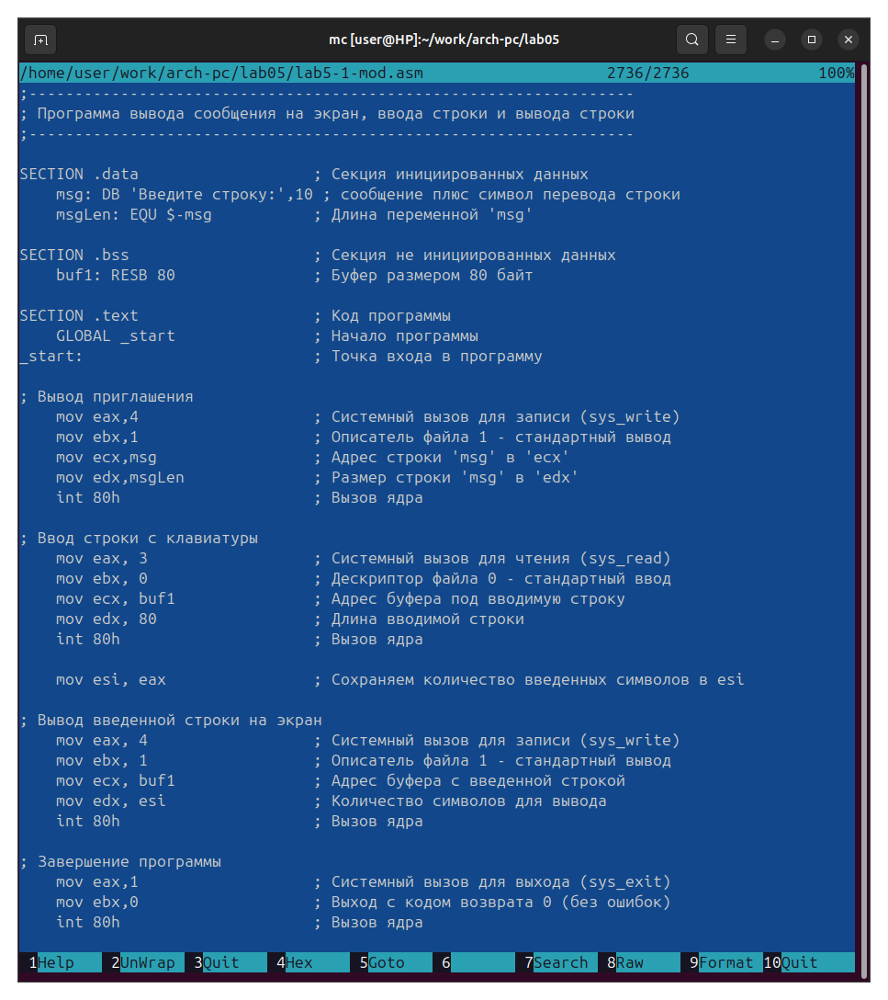 mc [user@HP]:~/work/arch-pc/lab05
/home/user/work/arch-pc/lab05/lab5-1-mod.asm 2736/2736 100%
;------------------------------------------------------------------
; Программа вывода сообщения на экран, ввода строки и вывода строки
;------------------------------------------------------------------
SECTION .data ; Секция инициированных данных
msg: DB 'Введите строку:',10 ; сообщение плюс символ перевода строки
msgLen: EQU $-msg ; Длина переменной 'msg'
SECTION .bss ; Секция не инициированных данных
buf1: RESB 80 ; Буфер размером 80 байт
SECTION .text ; Код программы
GLOBAL _start ; Начало программы
_start: ; Точка входа в программу
; Вывод приглашения
mov eax,4 ; Системный вызов для записи (sys_write)
mov ebx,1 ; Описатель файла 1 - стандартный вывод
mov ecx,msg ; Адрес строки 'msg' в 'ecx'
mov edx,msgLen ; Размер строки 'msg' в 'edx'
int 80h ; Вызов ядра
; Ввод строки с клавиатуры
mov eax, 3 ; Системный вызов для чтения (sys_read)
mov ebx, 0 ; Дескриптор файла 0 - стандартный ввод
mov ecx, buf1 ; Адрес буфера под вводимую строку
mov edx, 80 ; Длина вводимой строки
int 80h ; Вызов ядра
mov esi, eax ; Сохраняем количество введенных символов в esi
; Вывод введенной строки на экран
mov eax, 4 ; Системный вызов для записи (sys_write)
mov ebx, 1 ; Описатель файла 1 - стандартный вывод
mov ecx, buf1 ; Адрес буфера с введенной строкой
mov edx, esi ; Количество символов для вывода
int 80h ; Вызов ядра
; Завершение программы
mov eax,1 ; Системный вызов для выхода (sys_exit)
mov ebx,0 ; Выход с кодом возврата 0 (без ошибок)
int 80h ; Вызов ядра
1Help 2UnWrap 3Quit 4Hex 5Goto 6 7Search 8Raw 9Format 10Quit